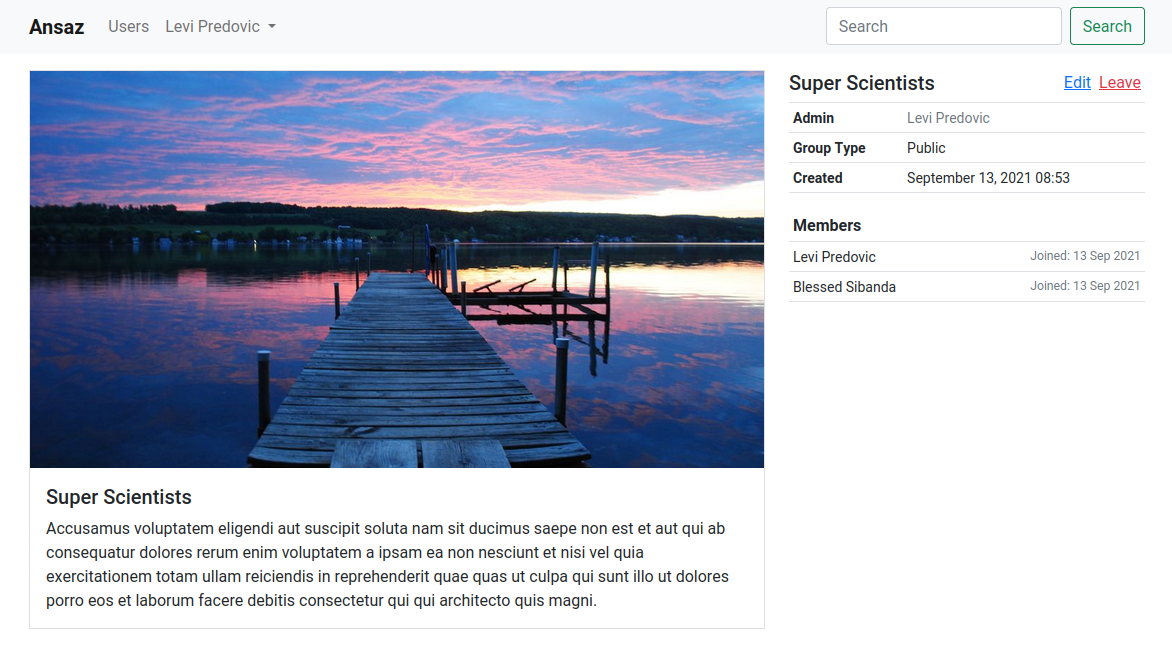 Ansaz Users Levi Predovic Search Search
Super Scientists
Accusamus voluptatem eligendi aut suscipit soluta nam sit ducimus saepe non est et aut qui ab
consequatur dolores rerum enim voluptatem a ipsam ea non nesciunt et nisi vel quia
exercitationem totam ullam reiciendis in reprehenderit quae quas ut culpa qui sunt illo ut dolores
porro eos et laborum facere debitis consectetur qui qui architecto quis magni.
Super Scientists Edit Leave
Admin Levi Predovic
Group Type Public
Created September 13, 2021 08:53
Members
Levi Predovic Joined: 13 Sep 2021
Blessed Sibanda Joined: 13 Sep 2021